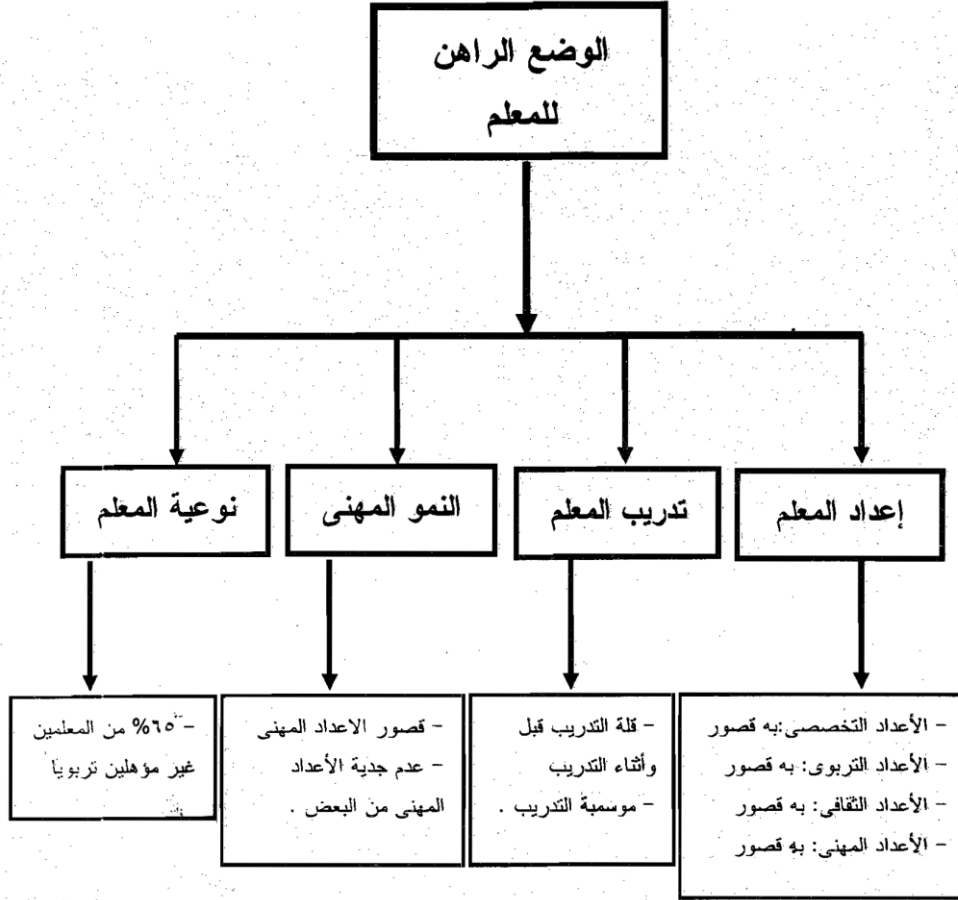 الوضع الراهن
للمعلم
إعداد المعلم
تدريب المعلم
النمو المهنى
نوعية المعلم
- الأعداد التخصصى:به قصور
- الأعداد التربوى: به قصور
- الأعداد الثقافى: به قصور
- الأعداد المهنى: به قصور
- قلة التدريب قبل
وأثناء التدريب
- موسمية التدريب .
- قصور الاعداد المهنى
- عدم جدية الأعداد
المهنى من البعض .
- ٦٥% من المعلمين
غير مؤهلين تربويا